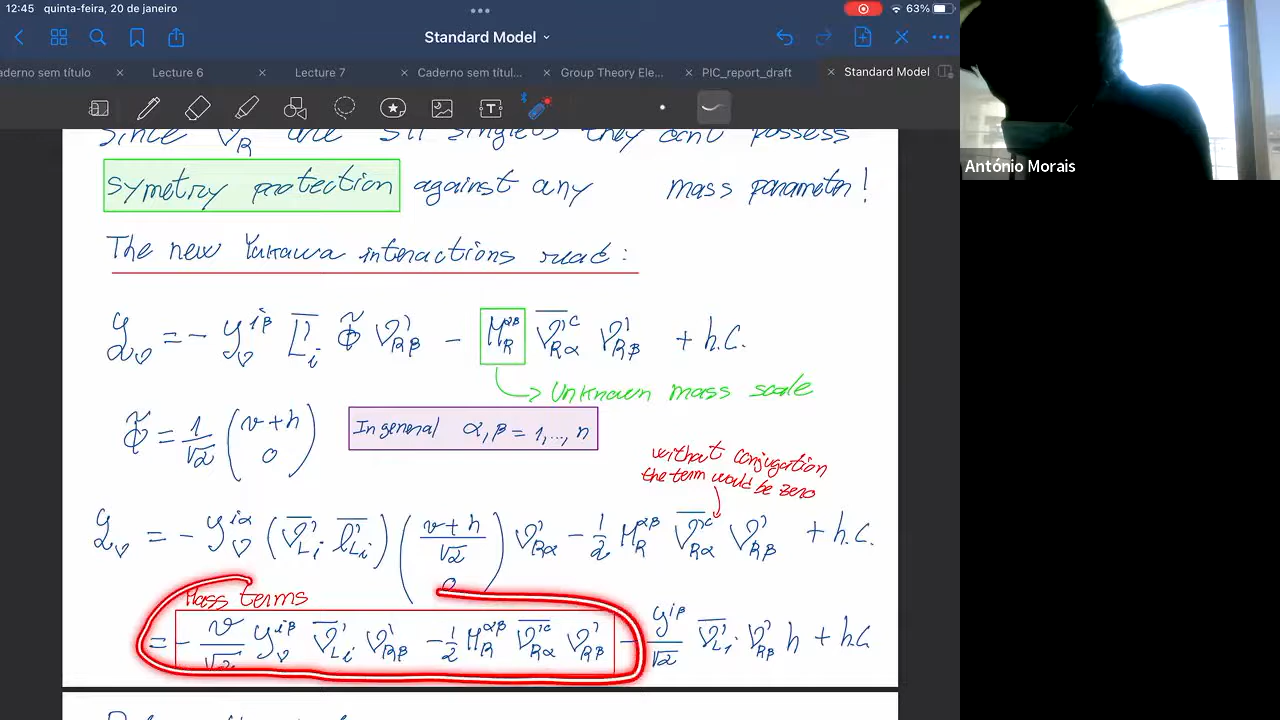 12:45 quinta-feira, 20 de janeiro
63%
Standard Model
aderno sem título
Lecture 6
Lecture 7
Caderno sem títul...
Group Theory Ele...
PIC_report_draft
Standard Model
António Morais
Since ν_R are SM singlets they can't possess
symetry protection against any mass parameter!
The new Yukawa interactions read:
ℒ_ν = - y_ν^{iβ} L̄'_i Φ̃ ν'_{Rβ} - M_R^{αβ} ν̄'^c_{Rα} ν'_{Rβ} + h.c.
→ Unknown mass scale
Φ̃ = 1/√2 (v+h 0)
In general α, β = 1, ..., n
without conjugation
the term would be zero
ℒ_ν = - y_ν^{iα} (ν̄'_{Li} l̄'_{Li}) (v+h/√2 0) ν'_{Rα} - 1/2 M_R^{αβ} ν̄'^c_{Rα} ν'_{Rβ} + h.c.
Mass terms
= - v/√2 y_ν^{iβ} ν̄'_{Li} ν'_{Rβ} - 1/2 M_R^{αβ} ν̄'^c_{Rα} ν'_{Rβ} - y^{iβ}/√2 ν̄'_{Li} ν'_{Rβ} h + h.c